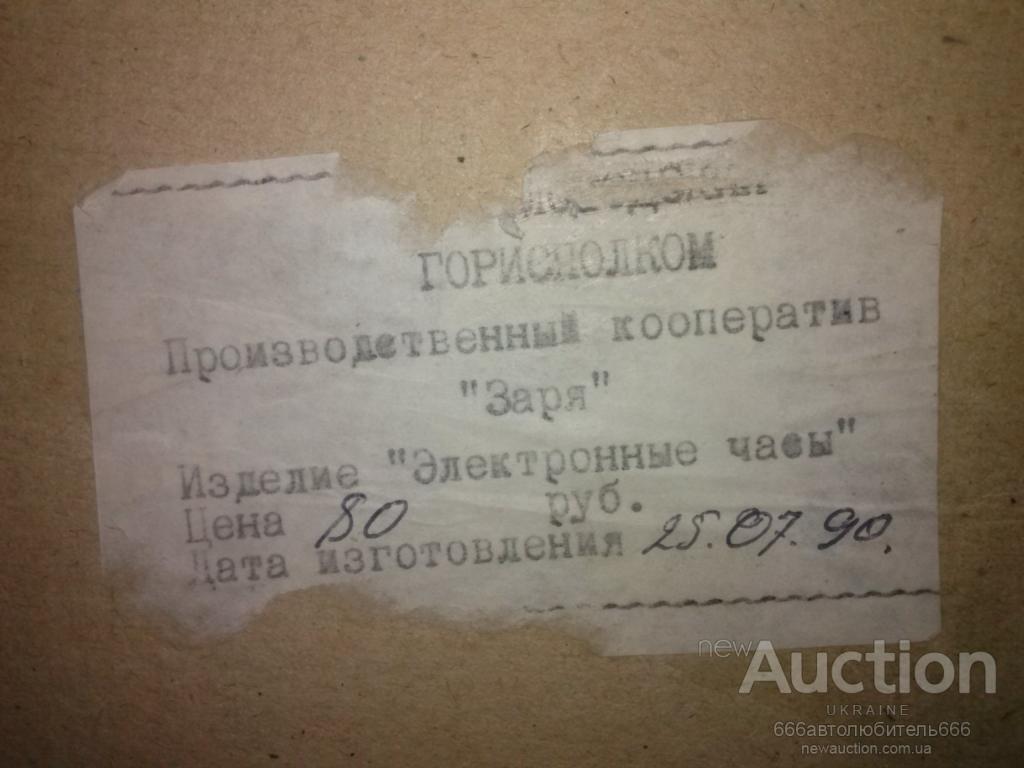 ГОРИСПОЛКОМ
Производственный кооператив
"Заря"
Изделие "Электронные часы"
Цена 80 руб.
Дата изготовления 25.07.90.
newAuction
UKRAINE
666автолюбитель666
newauction.com.ua